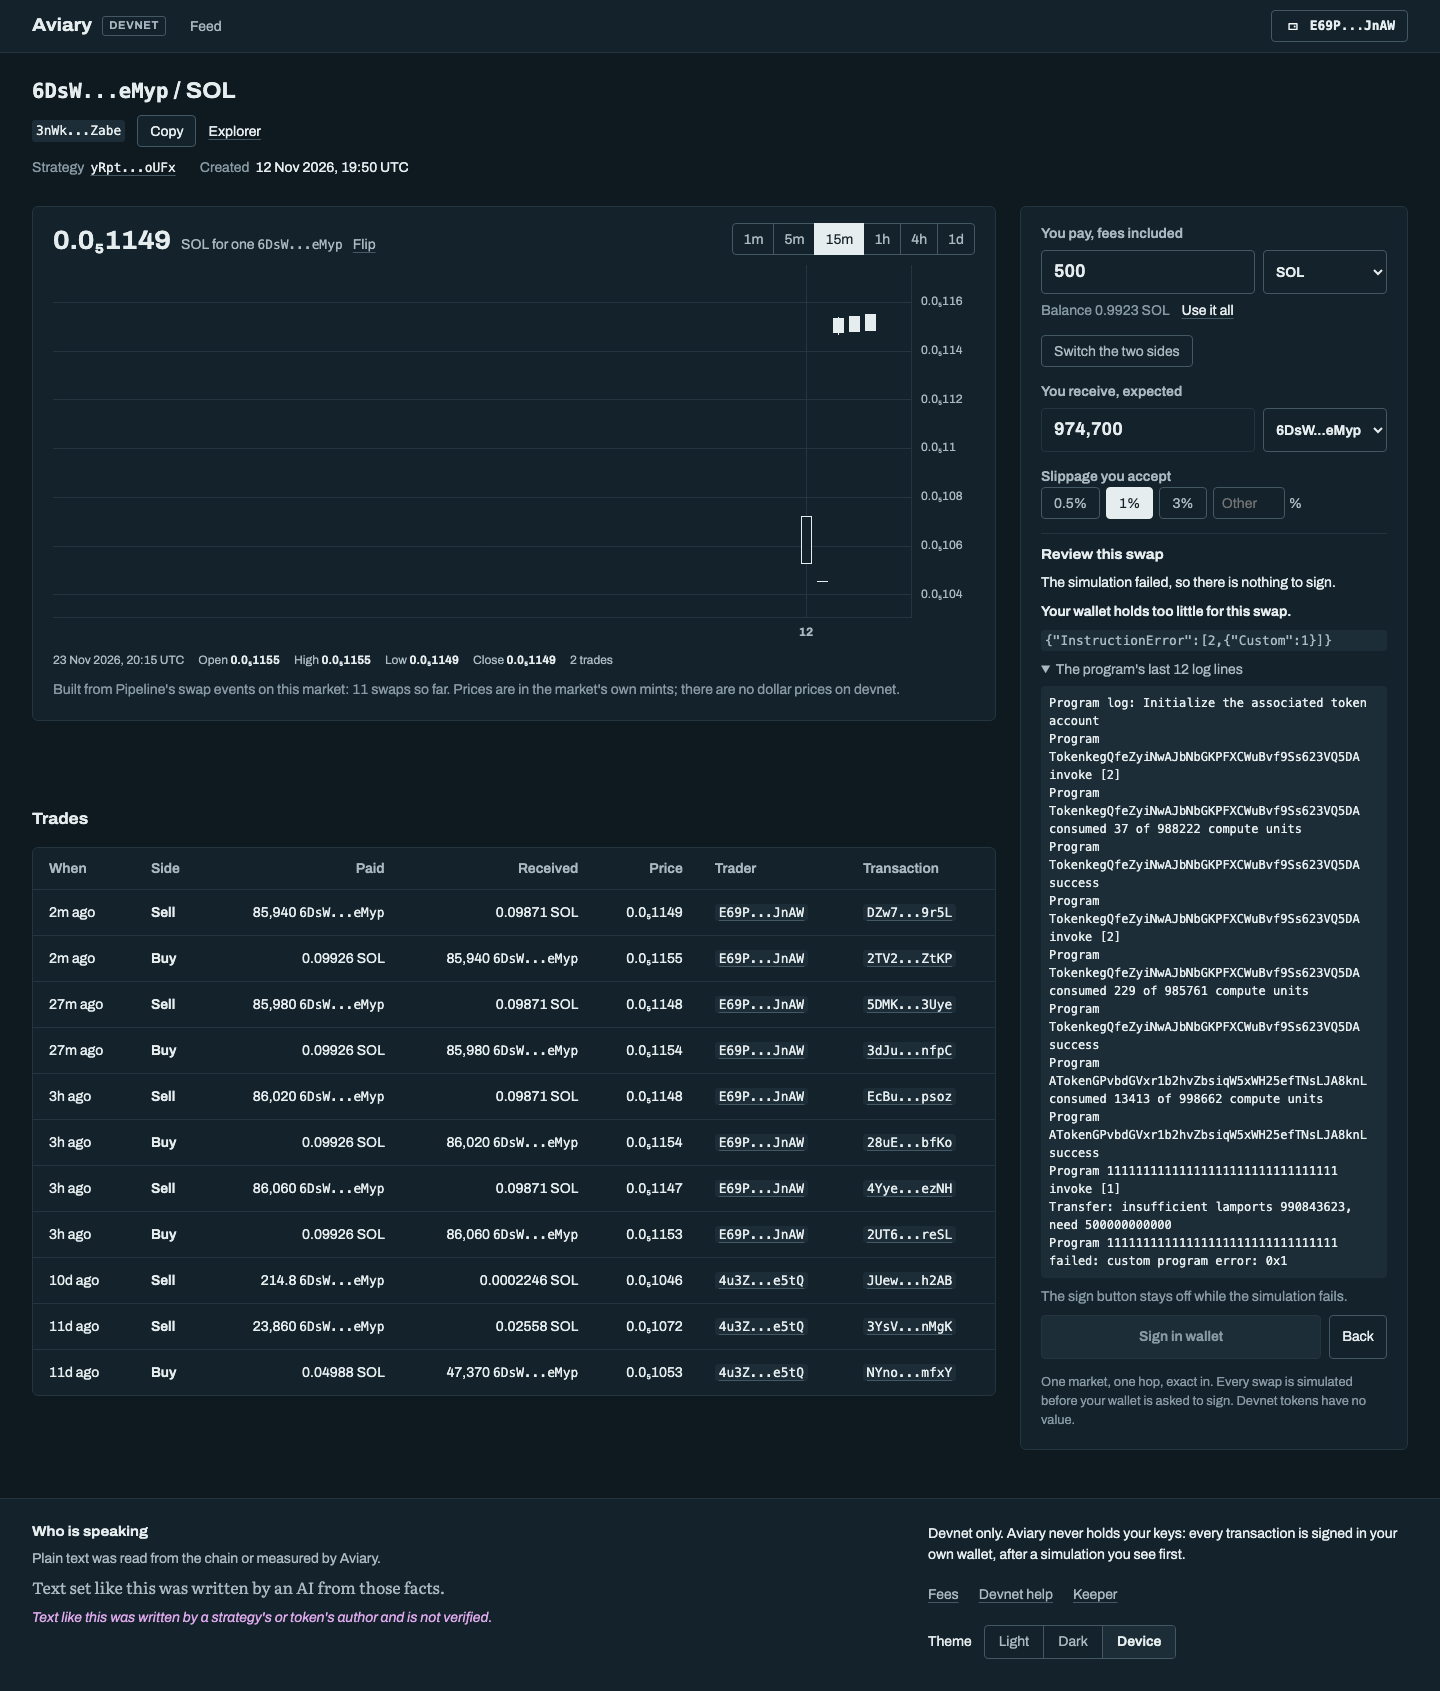 Aviary DEVNET Feed E69P...JnAW
6DsW...eMyp / SOL
3nWk...Zabe Copy Explorer
Strategy yRpt...oUFx Created 12 Nov 2026, 19:50 UTC
0.0₅1149 SOL for one 6DsW...eMyp Flip
1m 5m 15m 1h 4h 1d
0.0₅116
0.0₅114
0.0₅112
0.0₅11
0.0₅108
0.0₅106
0.0₅104
12
23 Nov 2026, 20:15 UTC Open 0.0₅1155 High 0.0₅1155 Low 0.0₅1149 Close 0.0₅1149 2 trades
Built from Pipeline's swap events on this market: 11 swaps so far. Prices are in the market's own mints; there are no dollar prices on devnet.
Trades
When Side Paid Received Price Trader Transaction
2m ago Sell 85,940 6DsW...eMyp 0.09871 SOL 0.0₅1149 E69P...JnAW DZw7...9r5L
2m ago Buy 0.09926 SOL 85,940 6DsW...eMyp 0.0₅1155 E69P...JnAW 2TV2...ZtKP
27m ago Sell 85,980 6DsW...eMyp 0.09871 SOL 0.0₅1148 E69P...JnAW 5DMK...3Uye
27m ago Buy 0.09926 SOL 85,980 6DsW...eMyp 0.0₅1154 E69P...JnAW 3dJu...nfpC
3h ago Sell 86,020 6DsW...eMyp 0.09871 SOL 0.0₅1148 E69P...JnAW EcBu...psoz
3h ago Buy 0.09926 SOL 86,020 6DsW...eMyp 0.0₅1154 E69P...JnAW 28uE...bfKo
3h ago Sell 86,060 6DsW...eMyp 0.09871 SOL 0.0₅1147 E69P...JnAW 4Yye...ezNH
3h ago Buy 0.09926 SOL 86,060 6DsW...eMyp 0.0₅1153 E69P...JnAW 2UT6...reSL
10d ago Sell 214.8 6DsW...eMyp 0.0002246 SOL 0.0₅1046 4u3Z...e5tQ JUew...h2AB
11d ago Sell 23,860 6DsW...eMyp 0.02558 SOL 0.0₅1072 4u3Z...e5tQ 3YsV...nMgK
11d ago Buy 0.04988 SOL 47,370 6DsW...eMyp 0.0₅1053 4u3Z...e5tQ NYno...mfxY
You pay, fees included
500 SOL
Balance 0.9923 SOL Use it all
Switch the two sides
You receive, expected
974,700 6DsW...eMyp
Slippage you accept
0.5% 1% 3% Other %
Review this swap
The simulation failed, so there is nothing to sign.
Your wallet holds too little for this swap.
{"InstructionError":[2,{"Custom":1}]}
▼ The program's last 12 log lines
Program log: Initialize the associated token
account
Program
TokenkegQfeZyiNwAJbNbGKPFXCWuBvf9Ss623VQ5DA
invoke [2]
Program
TokenkegQfeZyiNwAJbNbGKPFXCWuBvf9Ss623VQ5DA
consumed 37 of 988222 compute units
Program
TokenkegQfeZyiNwAJbNbGKPFXCWuBvf9Ss623VQ5DA
success
Program
TokenkegQfeZyiNwAJbNbGKPFXCWuBvf9Ss623VQ5DA
invoke [2]
Program
TokenkegQfeZyiNwAJbNbGKPFXCWuBvf9Ss623VQ5DA
consumed 229 of 985761 compute units
Program
TokenkegQfeZyiNwAJbNbGKPFXCWuBvf9Ss623VQ5DA
success
Program
ATokenGPvbdGVxr1b2hvZbsiqW5xWH25efTNsLJA8knL
consumed 13413 of 998662 compute units
Program
ATokenGPvbdGVxr1b2hvZbsiqW5xWH25efTNsLJA8knL
success
Program 11111111111111111111111111111111
invoke [1]
Transfer: insufficient lamports 990843623,
need 500000000000
Program 11111111111111111111111111111111
failed: custom program error: 0x1
The sign button stays off while the simulation fails.
Sign in wallet Back
One market, one hop, exact in. Every swap is simulated
before your wallet is asked to sign. Devnet tokens have no
value.
Who is speaking
Plain text was read from the chain or measured by Aviary.
Text set like this was written by an AI from those facts.
Text like this was written by a strategy's or token's author and is not verified.
Devnet only. Aviary never holds your keys: every transaction is signed in your
own wallet, after a simulation you see first.
Fees Devnet help Keeper
Theme Light Dark Device